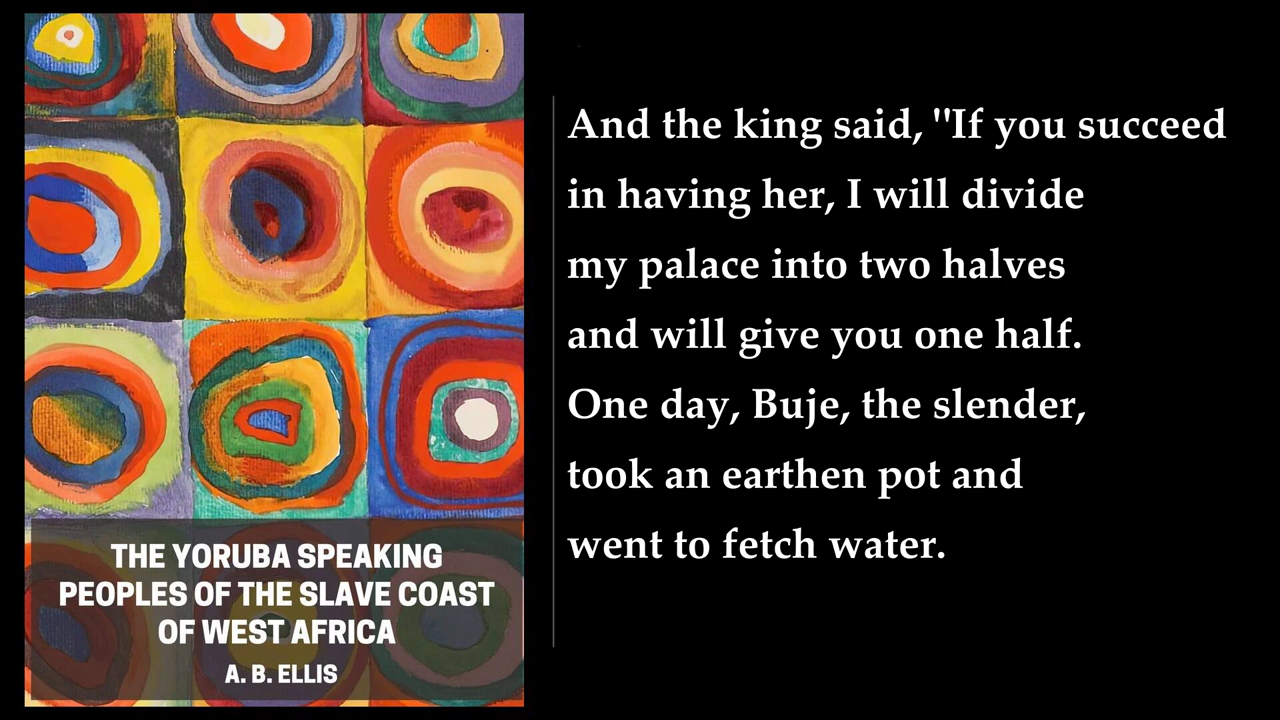 THE YORUBA SPEAKING
PEOPLES OF THE SLAVE COAST
OF WEST AFRICA
A. B. ELLIS
And the king said, "If you succeed
in having her, I will divide
my palace into two halves
and will give you one half.
One day, Buje, the slender,
took an earthen pot and
went to fetch water.